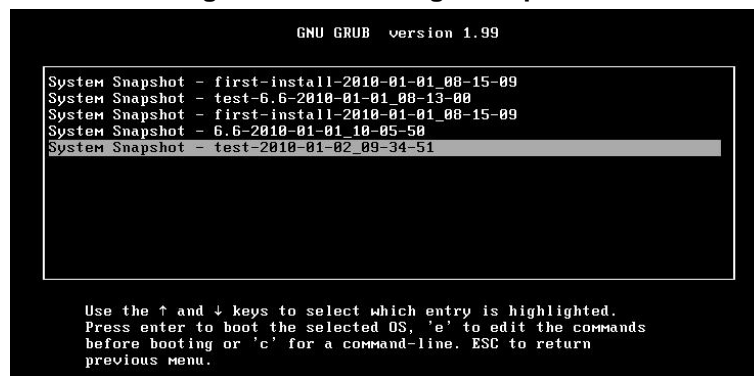 GNU GRUB version 1.99
System Snapshot - first-install-2010-01-01_08-15-09
System Snapshot - test-6.6-2010-01-01_08-13-00
System Snapshot - first-install-2010-01-01_08-15-09
System Snapshot - 6.6-2010-01-01_10-05-50
System Snapshot - test-2010-01-02_09-34-51
Use the ↑ and ↓ keys to select which entry is highlighted.
Press enter to boot the selected OS, 'e' to edit the commands
before booting or 'c' for a command-line. ESC to return
previous menu.